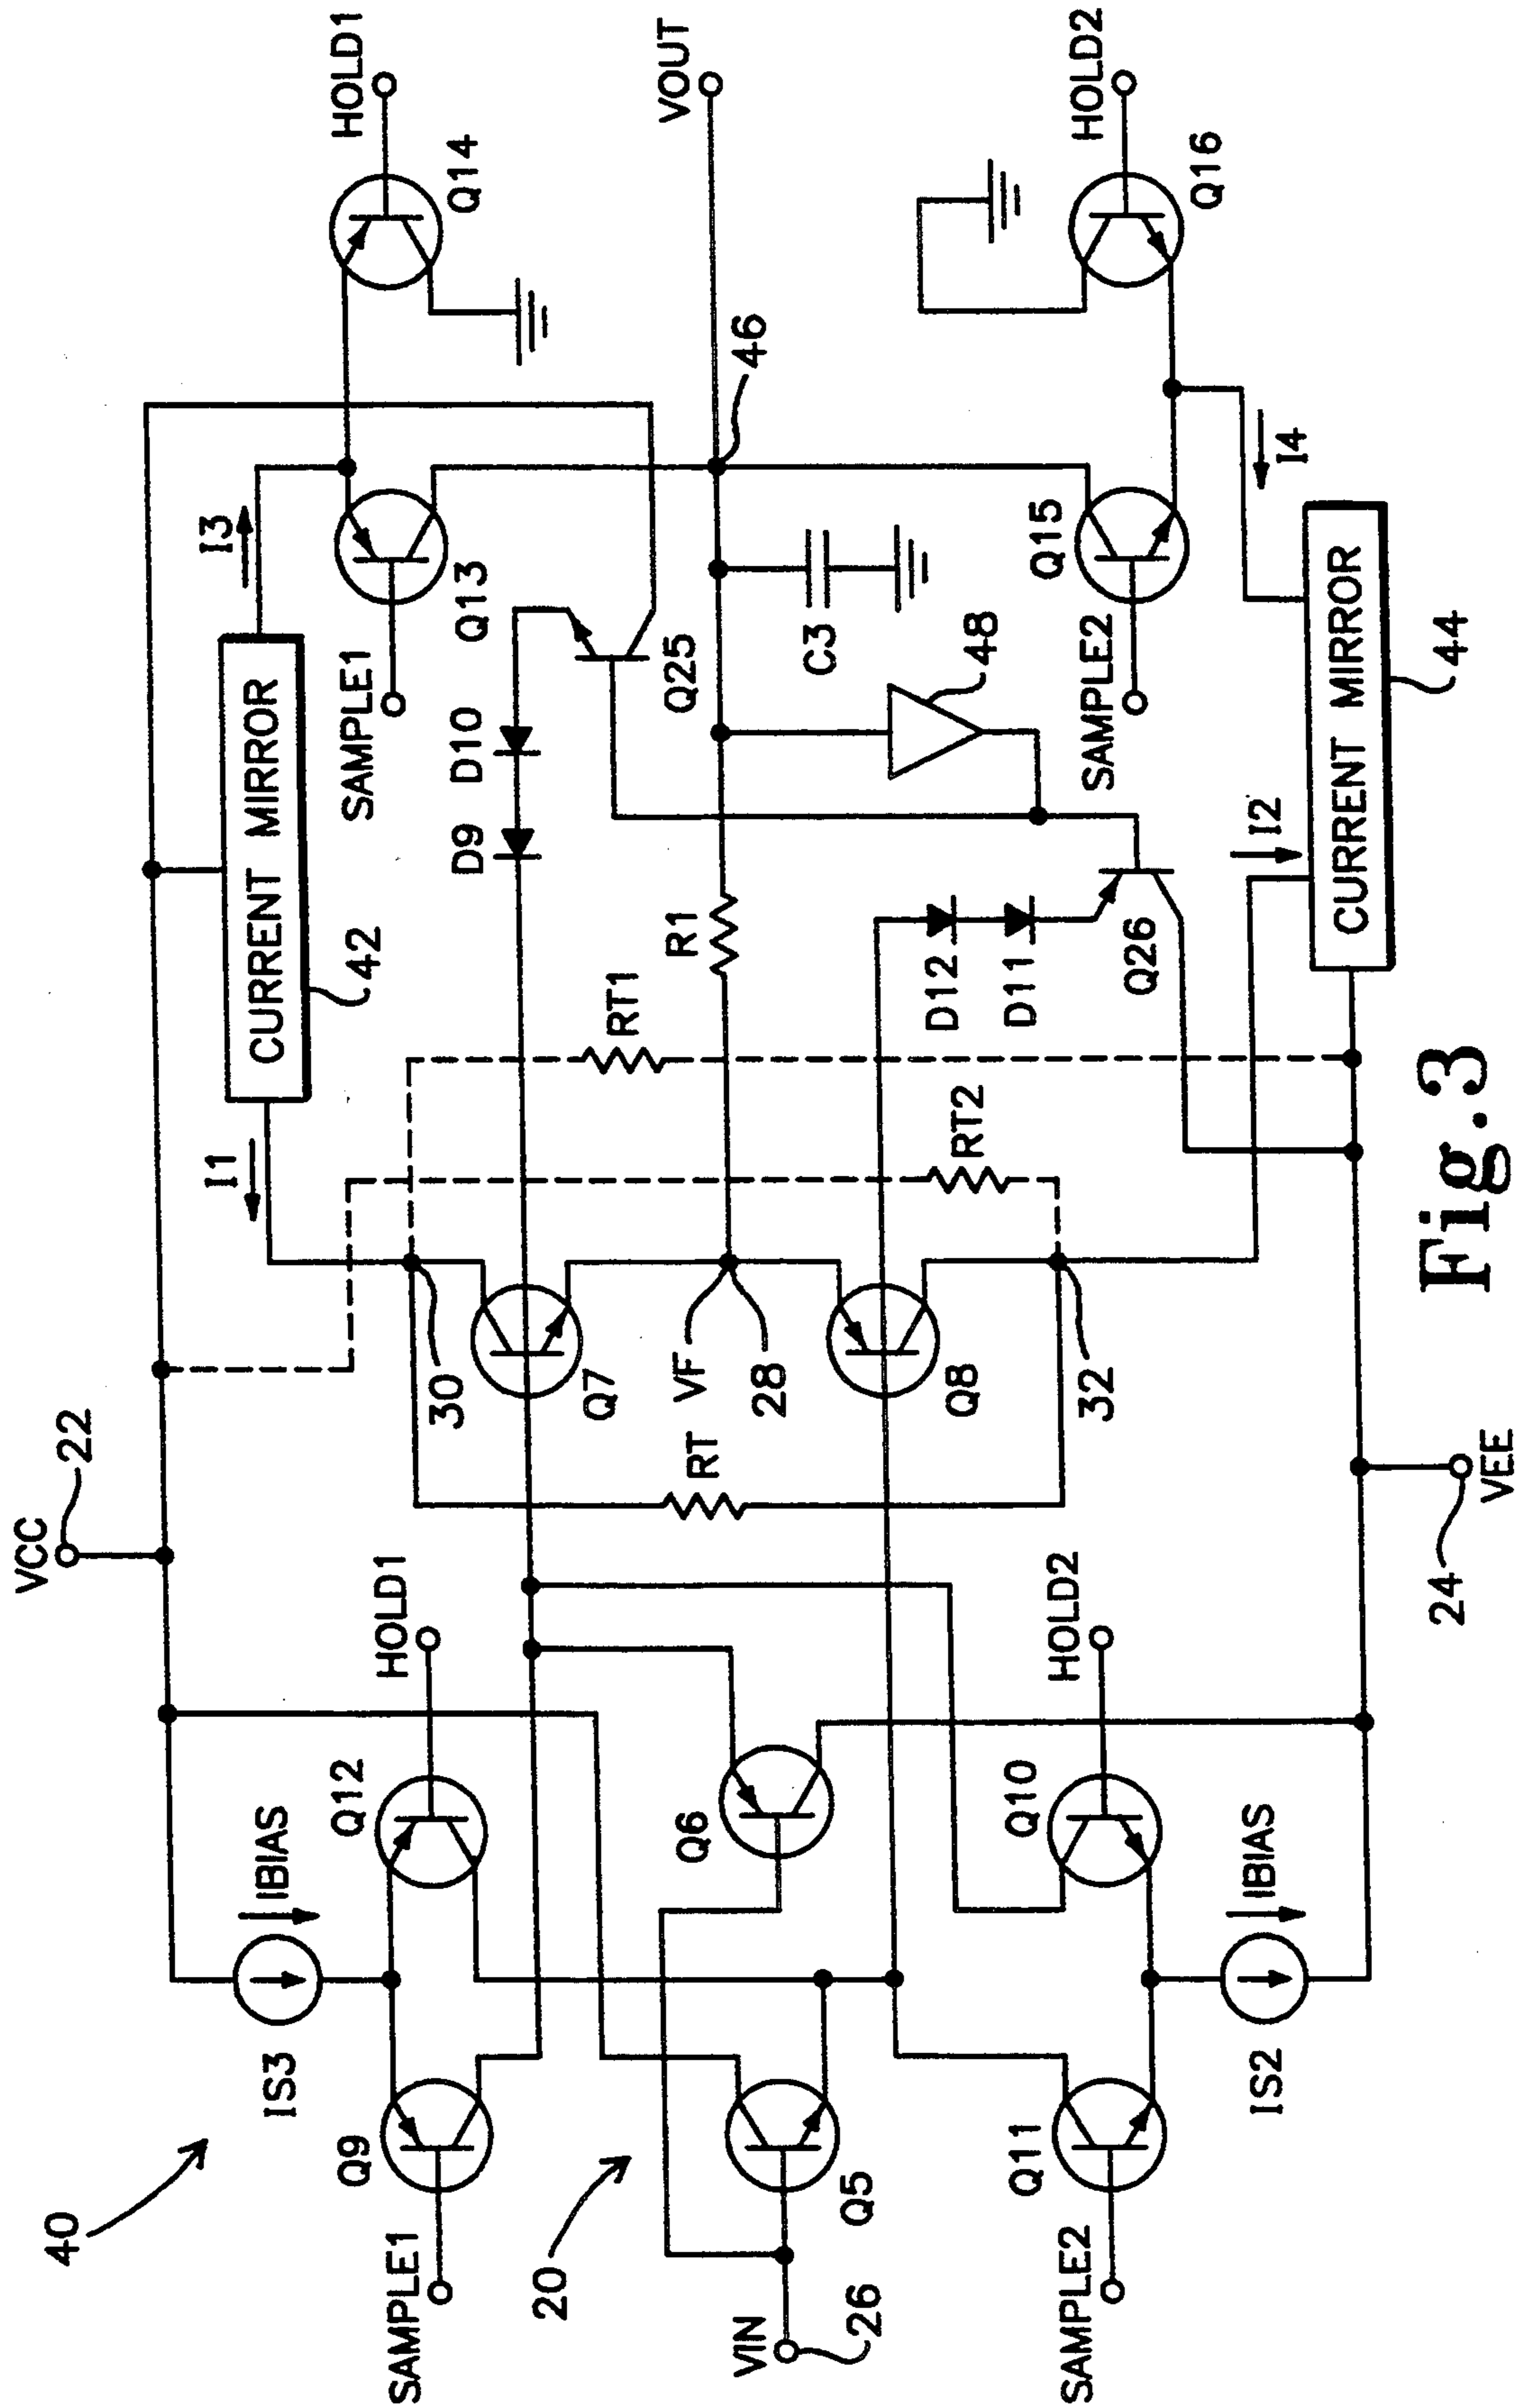 40
VCC
22
HOLD1
I1
CURRENT MIRROR
42
I3
HOLD1
Q14
SAMPLE1
Q9
IS3
IBIAS
Q12
SAMPLE1
Q13
30
Q7
D9
D10
Q25
RT1
RT
VF
28
R1
46
VOUT
20
VIN
26
Q5
Q6
Q8
RT2
32
D12
D11
Q26
48
C3
HOLD2
Q16
SAMPLE2
Q11
IS2
IBIAS
Q10
HOLD2
SAMPLE2
Q15
I2
I4
CURRENT MIRROR
44
24
VEE
Fig.3